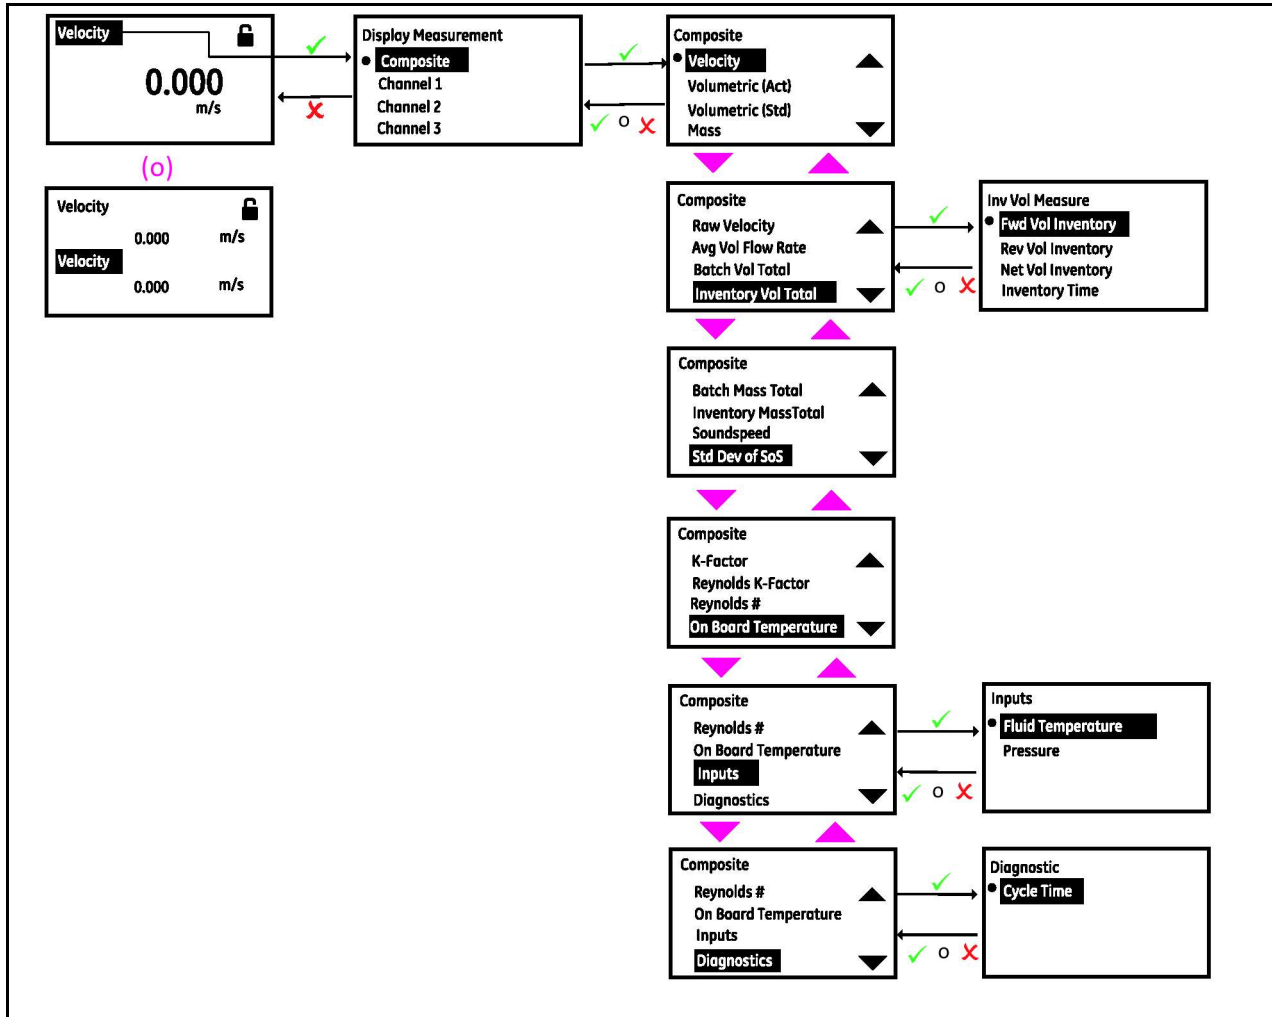 Velocity
0.000
m/s
(o)
Velocity
0.000 m/s
Velocity
0.000 m/s
Display Measurement
Composite
Channel 1
Channel 2
Channel 3
o
Composite
Velocity
Volumetric (Act)
Volumetric (Std)
Mass
Composite
Raw Velocity
Avg Vol Flow Rate
Batch Vol Total
Inventory Vol Total
o
Inv Vol Measure
Fwd Vol Inventory
Rev Vol Inventory
Net Vol Inventory
Inventory Time
Composite
Batch Mass Total
Inventory MassTotal
Soundspeed
Std Dev of SoS
Composite
K-Factor
Reynolds K-Factor
Reynolds #
On Board Temperature
Composite
Reynolds #
On Board Temperature
Inputs
Diagnostics
o
Inputs
Fluid Temperature
Pressure
Composite
Reynolds #
On Board Temperature
Inputs
Diagnostics
o
Diagnostic
Cycle Time